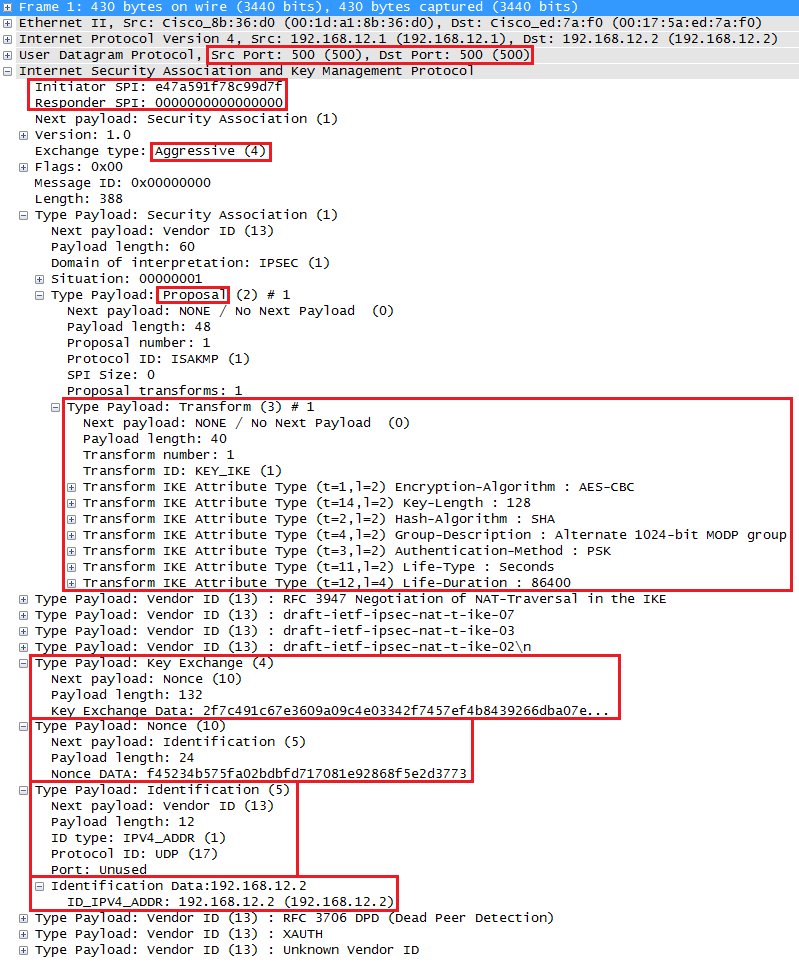 Frame 1: 430 bytes on wire (3440 bits), 430 bytes captured (3440 bits)
Ethernet II, Src: Cisco_8b:36:d0 (00:1d:a1:8b:36:d0), Dst: Cisco_ed:7a:f0 (00:17:5a:ed:7a:f0)
Internet Protocol Version 4, Src: 192.168.12.1 (192.168.12.1), Dst: 192.168.12.2 (192.168.12.2)
User Datagram Protocol, Src Port: 500 (500), Dst Port: 500 (500)
Internet Security Association and Key Management Protocol
Initiator SPI: e47a591f78c99d7f
Responder SPI: 0000000000000000
Next payload: Security Association (1)
Version: 1.0
Exchange type: Aggressive (4)
Flags: 0x00
Message ID: 0x00000000
Length: 388
Type Payload: Security Association (1)
Next payload: Vendor ID (13)
Payload length: 60
Domain of interpretation: IPSEC (1)
Situation: 00000001
Type Payload: Proposal (2) # 1
Next payload: NONE / No Next Payload  (0)
Payload length: 48
Proposal number: 1
Protocol ID: ISAKMP (1)
SPI Size: 0
Proposal transforms: 1
Type Payload: Transform (3) # 1
Next payload: NONE / No Next Payload  (0)
Payload length: 40
Transform number: 1
Transform ID: KEY_IKE (1)
Transform IKE Attribute Type (t=1,l=2) Encryption-Algorithm : AES-CBC
Transform IKE Attribute Type (t=14,l=2) Key-Length : 128
Transform IKE Attribute Type (t=2,l=2) Hash-Algorithm : SHA
Transform IKE Attribute Type (t=4,l=2) Group-Description : Alternate 1024-bit MODP group
Transform IKE Attribute Type (t=3,l=2) Authentication-Method : PSK
Transform IKE Attribute Type (t=11,l=2) Life-Type : Seconds
Transform IKE Attribute Type (t=12,l=4) Life-Duration : 86400
Type Payload: Vendor ID (13) : RFC 3947 Negotiation of NAT-Traversal in the IKE
Type Payload: Vendor ID (13) : draft-ietf-ipsec-nat-t-ike-07
Type Payload: Vendor ID (13) : draft-ietf-ipsec-nat-t-ike-03
Type Payload: Vendor ID (13) : draft-ietf-ipsec-nat-t-ike-02\n
Type Payload: Key Exchange (4)
Next payload: Nonce (10)
Payload length: 132
Key Exchange Data: 2f7c491c67e3609a09c4e03342f7457ef4b8439266dba07e...
Type Payload: Nonce (10)
Next payload: Identification (5)
Payload length: 24
Nonce DATA: f45234b575fa02bdbfd717081e92868f5e2d3773
Type Payload: Identification (5)
Next payload: Vendor ID (13)
Payload length: 12
ID type: IPV4_ADDR (1)
Protocol ID: UDP (17)
Port: Unused
Identification Data:192.168.12.2
ID_IPV4_ADDR: 192.168.12.2 (192.168.12.2)
Type Payload: Vendor ID (13) : RFC 3706 DPD (Dead Peer Detection)
Type Payload: Vendor ID (13) : XAUTH
Type Payload: Vendor ID (13) : Unknown Vendor ID